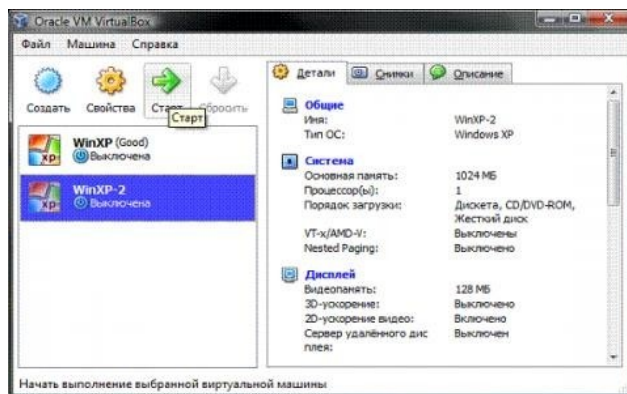 Oracle VM VirtualBox
Файл Машина Справка
Создать Свойства Старт Сбросить
Старт
WinXP (Good)
Выключена
WinXP-2
Выключена
Детали Снимки Описание
Общие
Имя: WinXP-2
Тип ОС: Windows XP
Система
Основная память: 1024 МБ
Процессор(ы): 1
Порядок загрузки: Дискета, CD/DVD-ROM,
Жесткий диск
VT-x/AMD-V: Выключены
Nested Paging: Выключено
Дисплей
Видеопамять: 128 МБ
3D-ускорение: Выключено
2D-ускорение видео: Включено
Сервер удалённого дис Выключен
плея:
Начать выполнение выбранной виртуальной машины